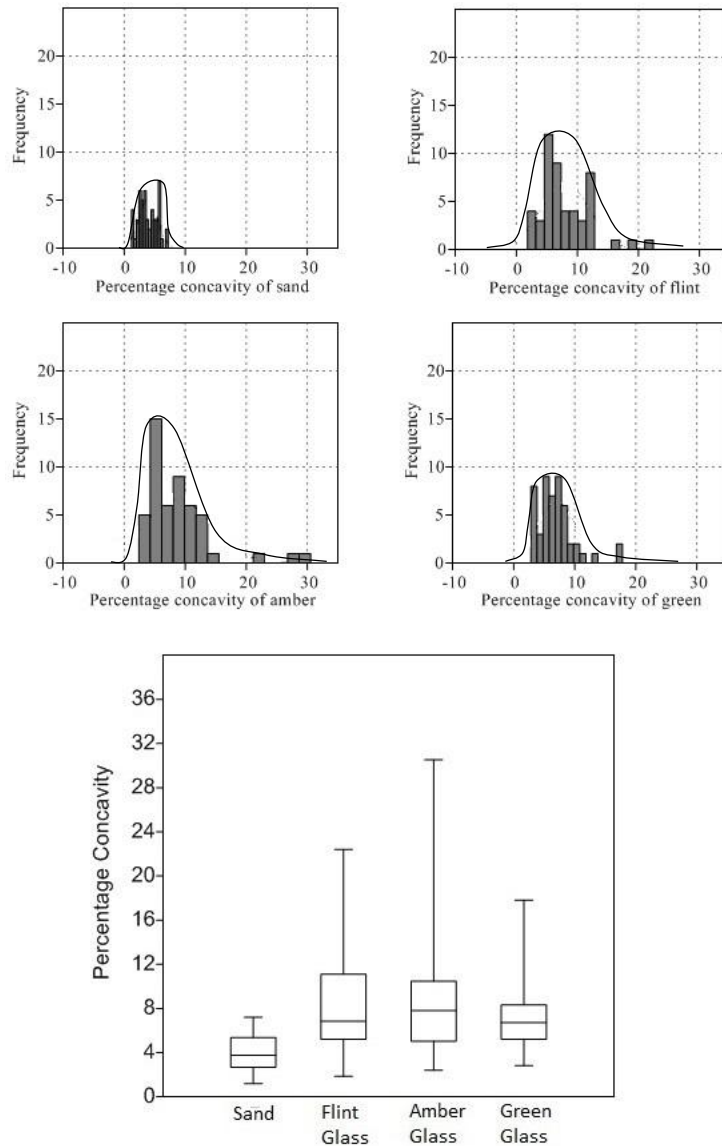 20
15
10
5
0
Frequency
-10 0 10 20 30
Percentage concavity of sand
20
15
10
5
0
Frequency
-10 0 10 20 30
Percentage concavity of flint
20
15
10
5
0
Frequency
-10 0 10 20 30
Percentage concavity of amber
20
15
10
5
0
Frequency
-10 0 10 20 30
Percentage concavity of green
36
32
28
24
20
16
12
8
4
0
Percentage Concavity
Sand Flint Amber Green
Glass Glass Glass